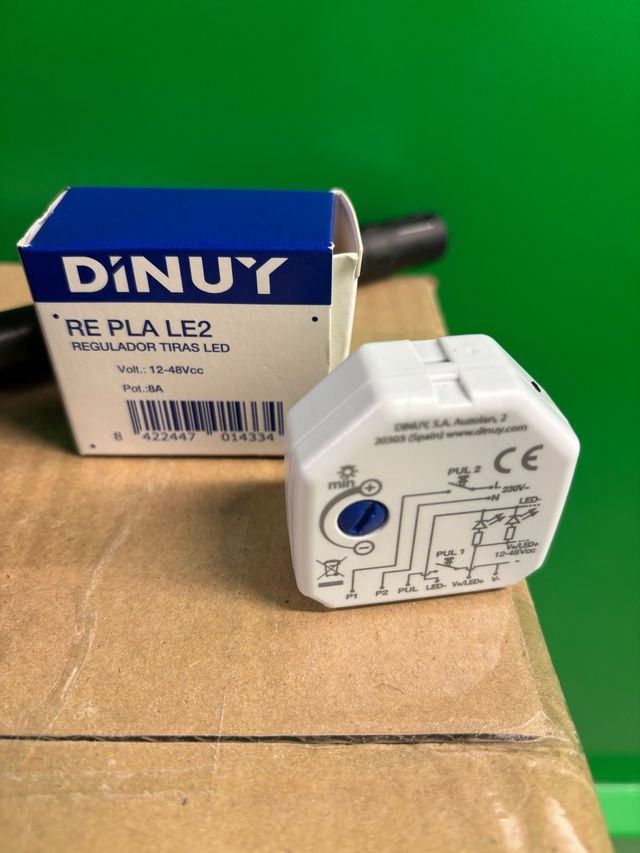 DINUY
RE PLA LE2
REGULADOR TIRAS LED
Volt.: 12-48Vcc
Pot.:8A
8 422447 014334
DINUY, S.A. Auzolan, 2
20303 (Spain) www.dinuy.com
CE
min
+
-
PUL 2
L
N
230V~
LED-
V+/LED+
12-48Vcc
PUL 1
P1 P2 PUL LED- V+/LED+ V-